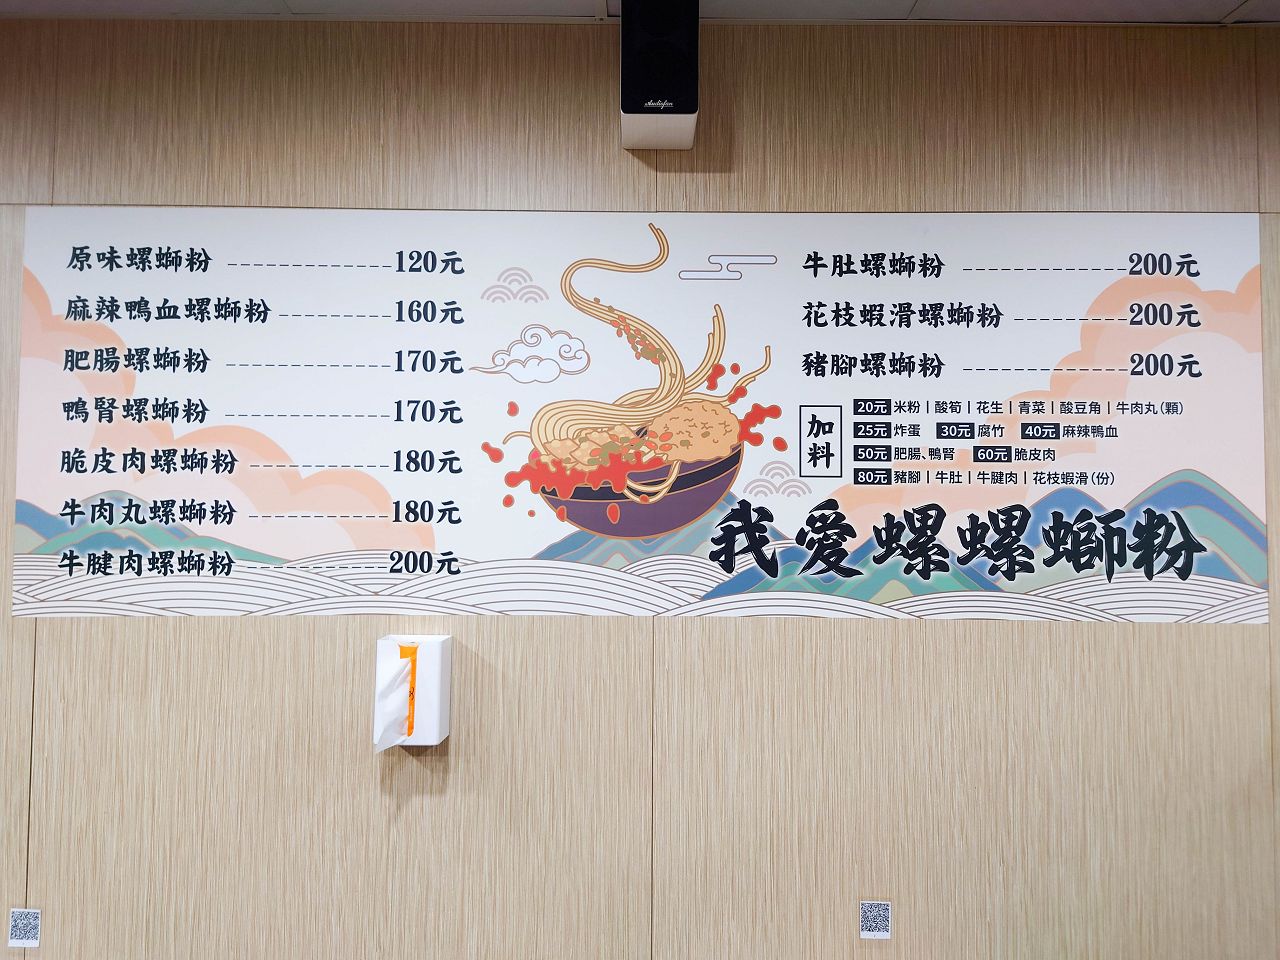 Audiofun
原味螺螄粉 120元
麻辣鴨血螺螄粉 160元
肥腸螺螄粉 170元
鴨腎螺螄粉 170元
脆皮肉螺螄粉 180元
牛肉丸螺螄粉 180元
牛腱肉螺螄粉 200元
牛肚螺螄粉 200元
花枝蝦滑螺螄粉 200元
豬腳螺螄粉 200元
加料
20元 米粉|酸筍|花生|青菜|酸豆角|牛肉丸(顆)
25元 炸蛋 30元 腐竹 40元 麻辣鴨血
50元 肥腸、鴨腎 60元 脆皮肉
80元 豬腳|牛肚|牛腱肉|花枝蝦滑(份)
我愛螺螺螄粉